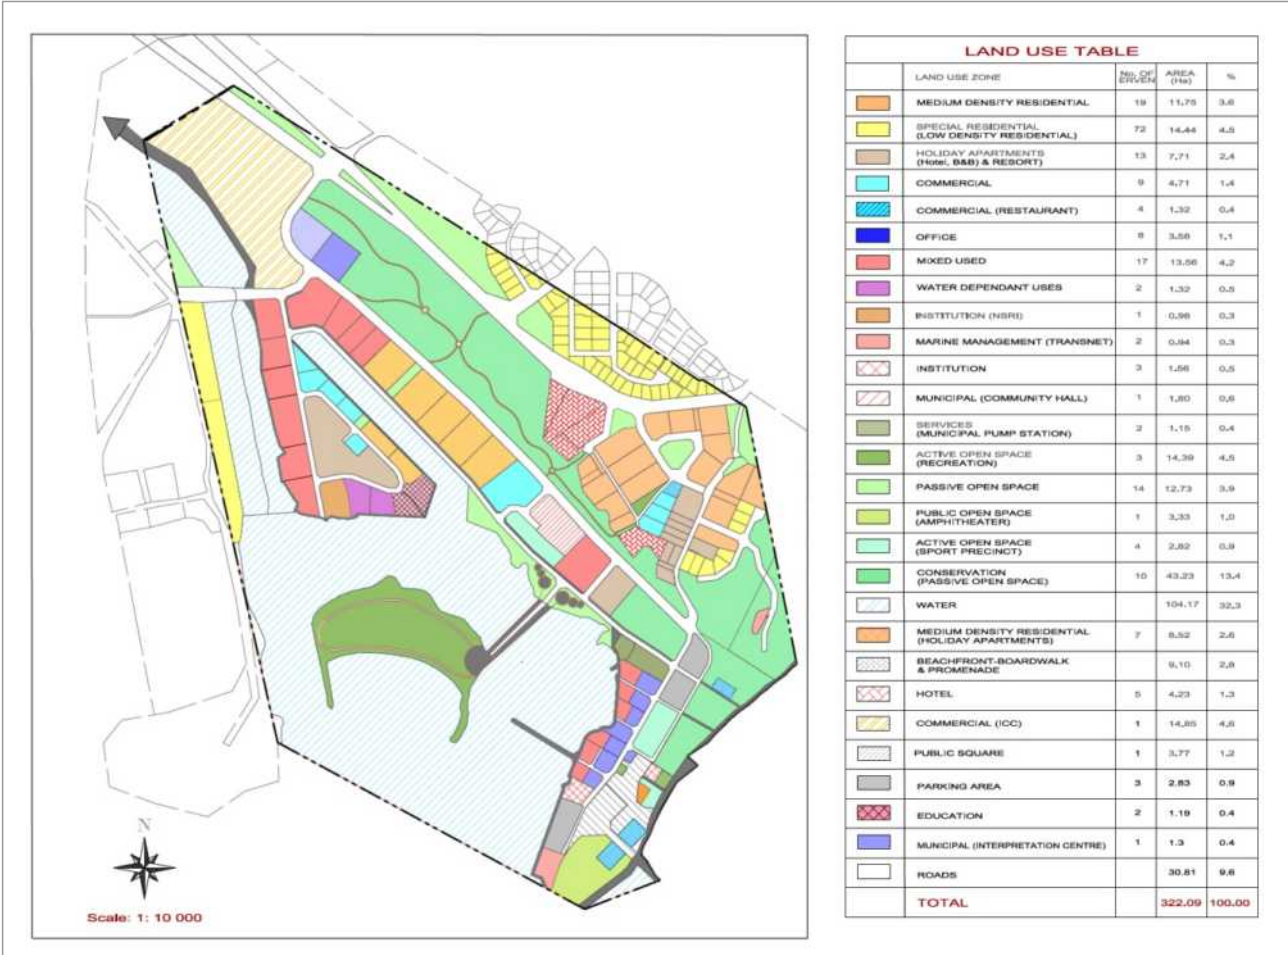 LAND USE TABLE
LAND USE ZONE No. OF ERVEN AREA (Ha) %
MEDIUM DENSITY RESIDENTIAL 19 11.75 3.6
SPECIAL RESIDENTIAL (LOW DENSITY RESIDENTIAL) 72 14.44 4.5
HOLIDAY APARTMENTS (Hotel, B&B) & RESORT) 13 7.71 2.4
COMMERCIAL 9 4.71 1.4
COMMERCIAL (RESTAURANT) 4 1.32 0.4
OFFICE 8 3.58 1.1
MIXED USED 17 13.56 4.2
WATER DEPENDANT USES 2 1.32 0.5
INSTITUTION (NSRI) 1 0.98 0.3
MARINE MANAGEMENT (TRANSNET) 2 0.94 0.3
INSTITUTION 3 1.56 0.5
MUNICIPAL (COMMUNITY HALL) 1 1.80 0.6
SERVICES (MUNICIPAL PUMP STATION) 2 1.15 0.4
ACTIVE OPEN SPACE (RECREATION) 3 14.39 4.5
PASSIVE OPEN SPACE 14 12.73 3.9
PUBLIC OPEN SPACE (AMPHITHEATER) 1 3.33 1.0
ACTIVE OPEN SPACE (SPORT PRECINCT) 4 2.82 0.9
CONSERVATION (PASSIVE OPEN SPACE) 10 43.23 13.4
WATER 104.17 32.3
MEDIUM DENSITY RESIDENTIAL (HOLIDAY APARTMENTS) 7 8.52 2.6
BEACHFRONT-BOARDWALK & PROMENADE 9.10 2.8
HOTEL 5 4.23 1.3
COMMERCIAL (ICC) 1 14.85 4.6
PUBLIC SQUARE 1 3.77 1.2
PARKING AREA 3 2.83 0.9
EDUCATION 2 1.19 0.4
MUNICIPAL (INTERPRETATION CENTRE) 1 1.3 0.4
ROADS 30.81 9.6
TOTAL 322.09 100.00
N
Scale: 1: 10 000